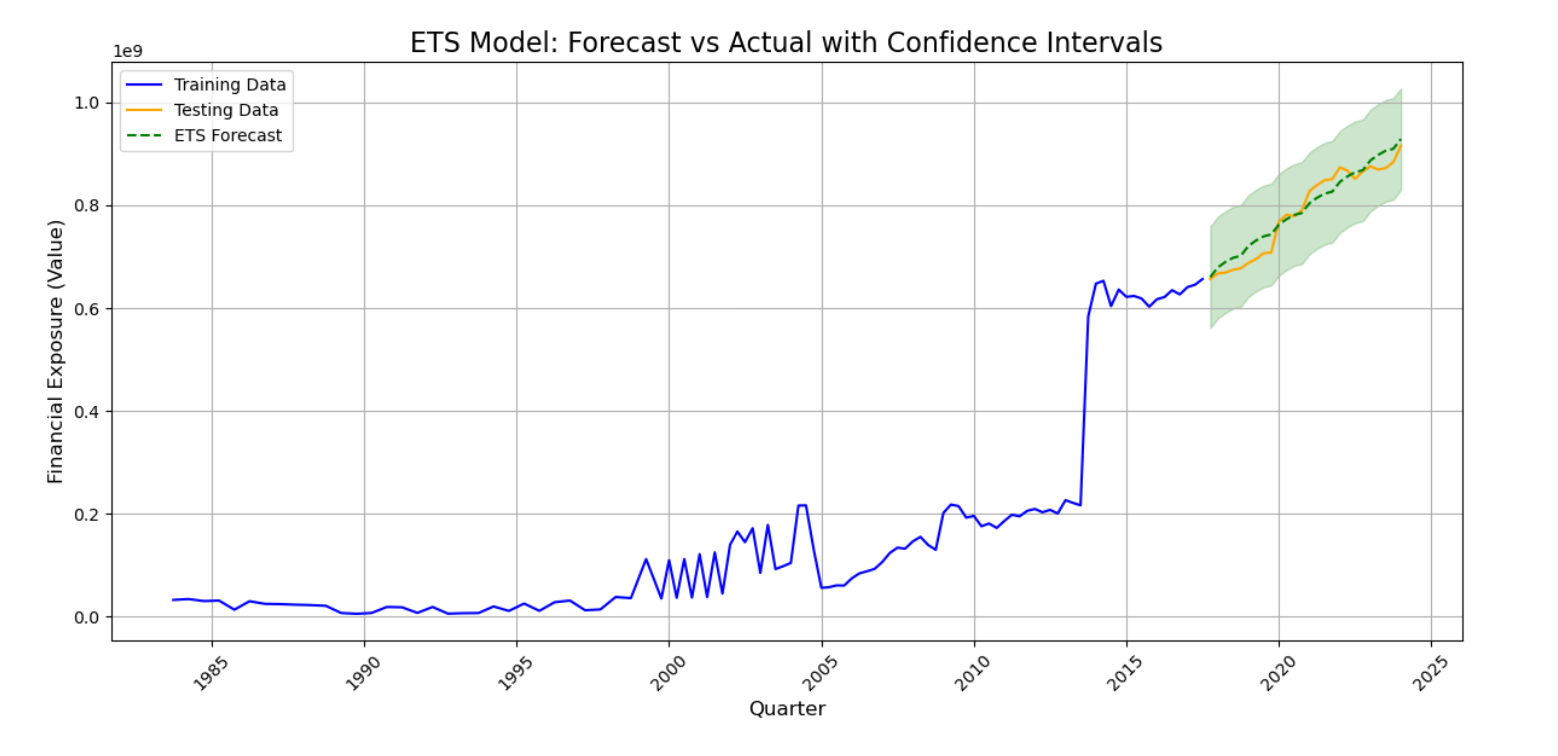 ETS Model: Forecast vs Actual with Confidence Intervals
1e9
Training Data
Testing Data
ETS Forecast
1.0
0.8
0.6
0.4
0.2
0.0
Financial Exposure (Value)
1985
1990
1995
2000
2005
2010
2015
2020
2025
Quarter